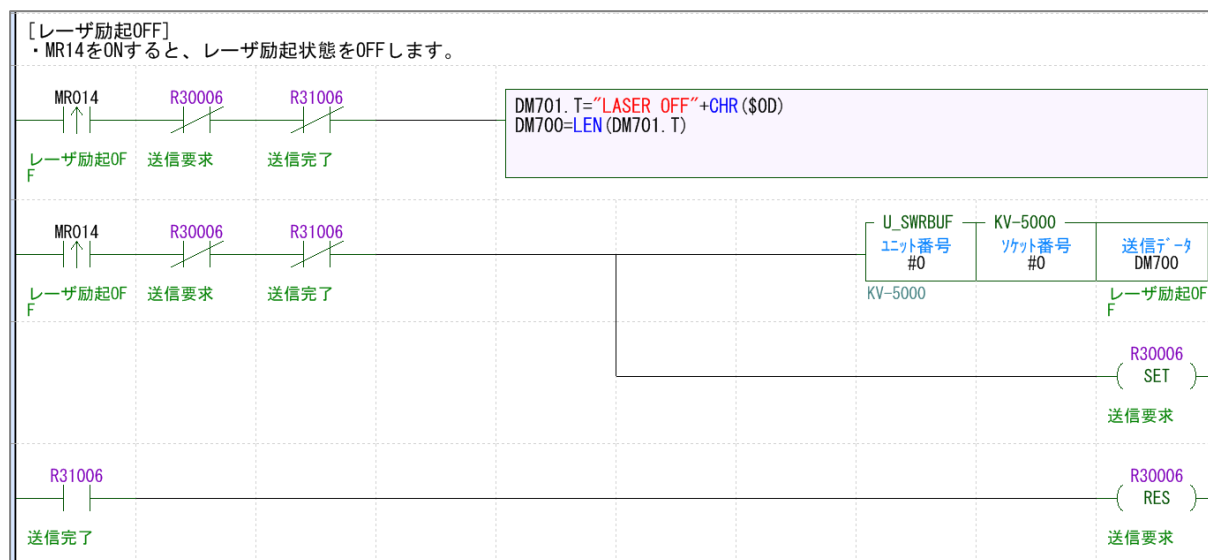 [レーザ励起OFF]
・MR14をONすると、レーザ励起状態をOFFします。
MR014 R30006 R31006
DM701.T="LASER OFF"+CHR($0D)
DM700=LEN(DM701.T)
レーザ励起OF
F
送信要求 送信完了
MR014 R30006 R31006
U_SWRBUF KV-5000
ユニット番号 ソケット番号 送信データ
#0 #0 DM700
レーザ励起OF
F
送信要求 送信完了
KV-5000
レーザ励起OF
F
R30006
SET
送信要求
R31006 R30006
RES
送信完了 送信要求